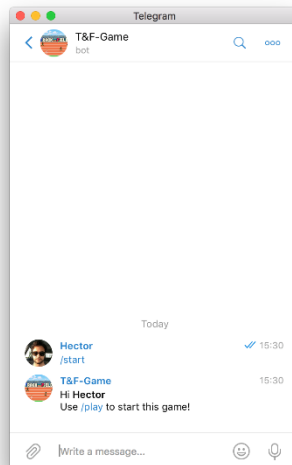 Telegram
T&F-Game
bot
Today
Hector
15:30
/start
T&F-Game
15:30
Hi Hector
Use /play to start this game!
Write a message...